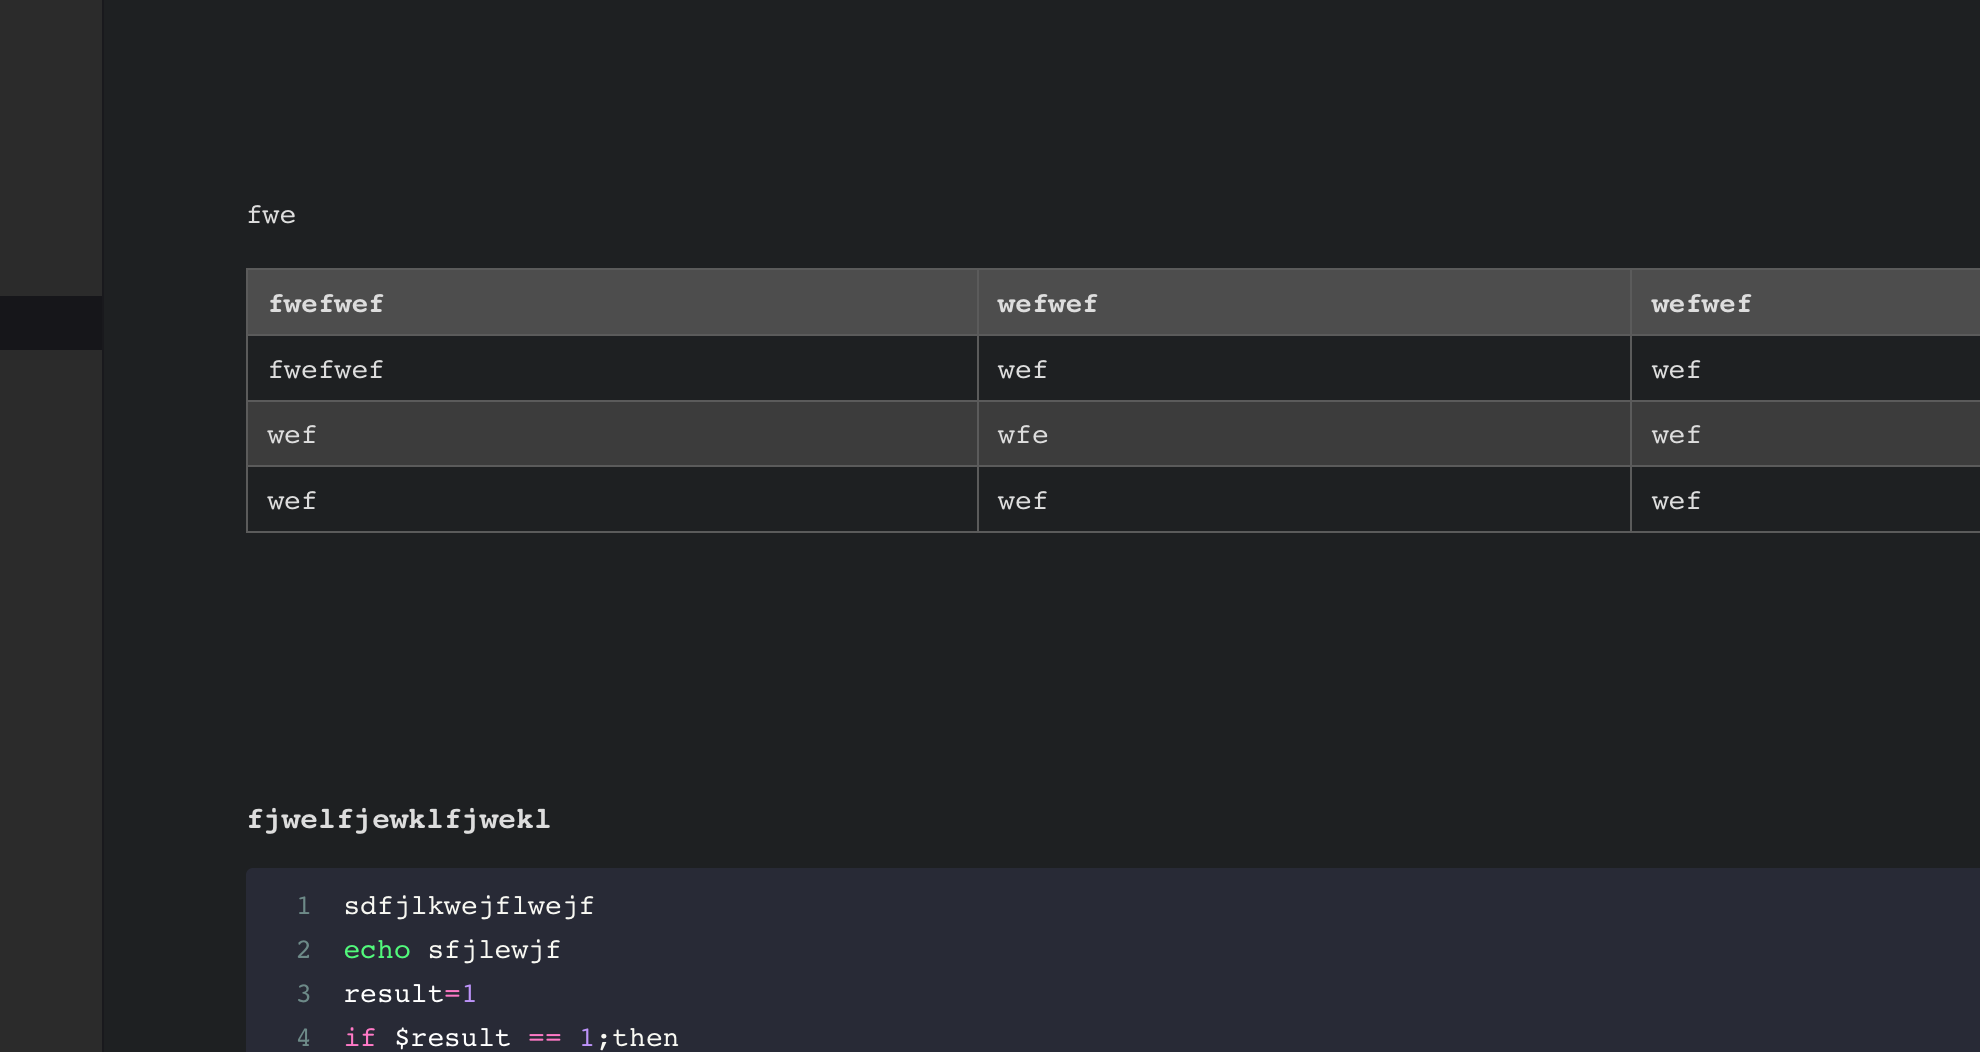 fwe
fwefwef wefwef wefwef
fwefwef wef wef
wef wfe wef
wef wef wef
fjwelfjewklfjwekl
1 sdfjlkwejflwejf
2 echo sfjlewjf
3 result=1
4 if $result == 1;then